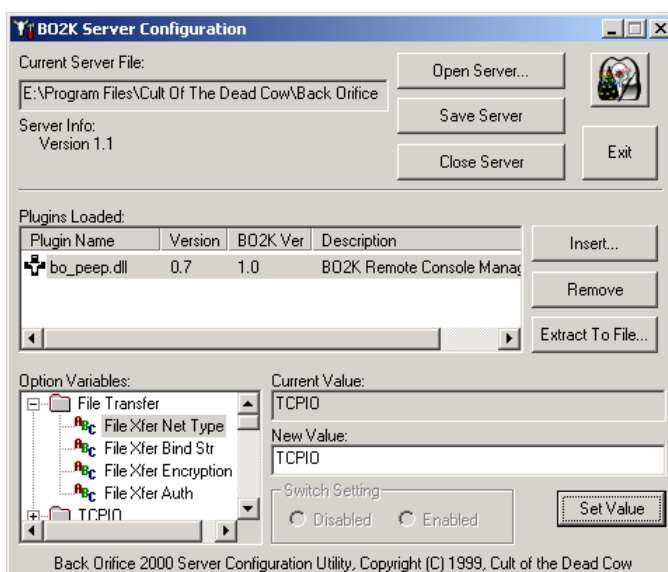 BO2K Server Configuration
Current Server File:
E:\Program Files\Cult Of The Dead Cow\Back Orifice
Server Info:
Version 1.1
Open Server...
Save Server
Close Server
Exit
Plugins Loaded:
Plugin Name Version BO2K Ver Description
bo_peep.dll 0.7 1.0 BO2K Remote Console Manag
Insert...
Remove
Extract To File...
Option Variables:
File Transfer
ABC File Xfer Net Type
ABC File Xfer Bind Str
ABC File Xfer Encryption
ABC File Xfer Auth
TCPIO
Current Value:
TCPIO
New Value:
TCPIO
Switch Setting
Disabled Enabled
Set Value
Back Orifice 2000 Server Configuration Utility, Copyright (C) 1999, Cult of the Dead Cow